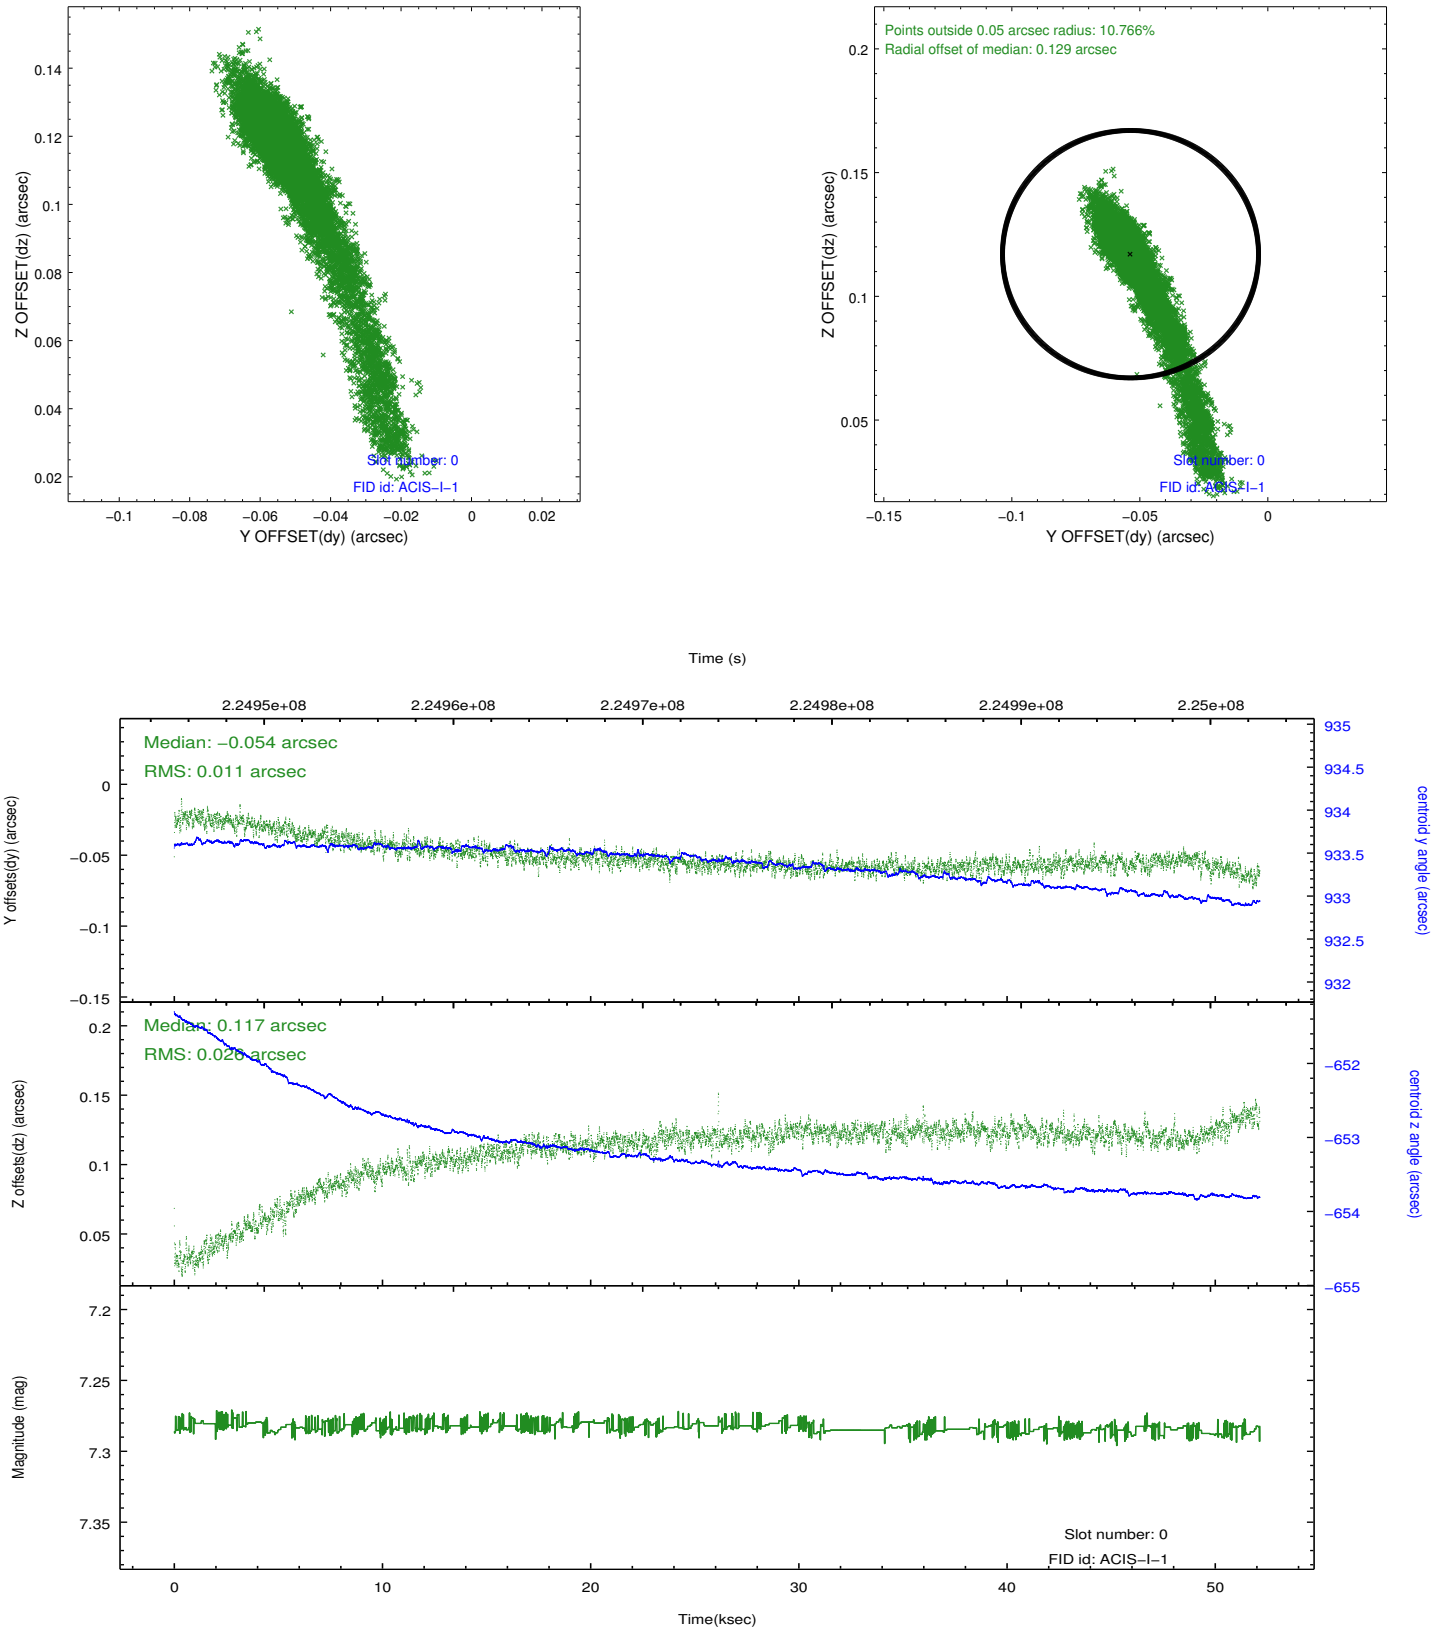 0.14
0.12
0.1
0.08
0.06
0.04
0.02
Z OFFSET(dz) (arcsec)
Slot number: 0
FID id: ACIS−I−1
−0.1 −0.08 −0.06 −0.04 −0.02 0 0.02
Y OFFSET(dy) (arcsec)
Points outside 0.05 arcsec radius: 10.766%
Radial offset of median: 0.129 arcsec
0.2
0.15
0.1
0.05
Z OFFSET(dz) (arcsec)
Slot number: 0
FID id: ACIS−I−1
−0.15 −0.1 −0.05 0
Y OFFSET(dy) (arcsec)
Time (s)
2.2495e+08 2.2496e+08 2.2497e+08 2.2498e+08 2.2499e+08 2.25e+08
Median: −0.054 arcsec
RMS: 0.011 arcsec
0
−0.05
−0.1
−0.15
Y offsets(dy) (arcsec)
935
934.5
934
933.5
933
932.5
932
centroid y angle (arcsec)
Median: 0.117 arcsec
RMS: 0.026 arcsec
0.2
0.15
0.1
0.05
Z offsets(dz) (arcsec)
−652
−653
−654
−655
centroid z angle (arcsec)
7.2
7.25
7.3
7.35
Magnitude (mag)
Slot number: 0
FID id: ACIS−I−1
0 10 20 30 40 50
Time(ksec)